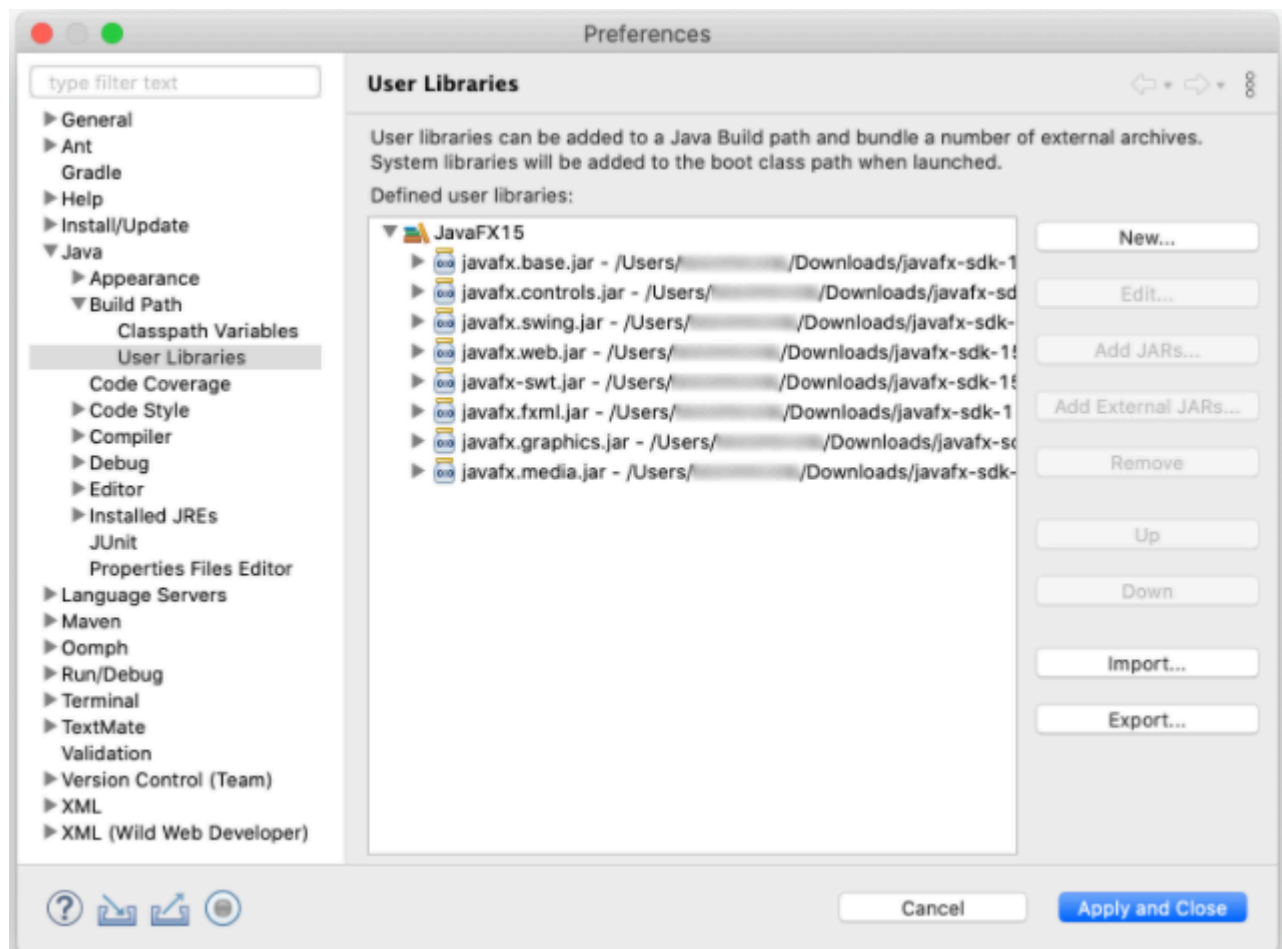 Preferences
type filter text
General
Ant
Gradle
Help
Install/Update
Java
Appearance
Build Path
Classpath Variables
User Libraries
Code Coverage
Code Style
Compiler
Debug
Editor
Installed JREs
JUnit
Properties Files Editor
Language Servers
Maven
Oomph
Run/Debug
Terminal
TextMate
Validation
Version Control (Team)
XML
XML (Wild Web Developer)
User Libraries
User libraries can be added to a Java Build path and bundle a number of external archives.
System libraries will be added to the boot class path when launched.
Defined user libraries:
JavaFX15
javafx.base.jar - /Users/ /Downloads/javafx-sdk-1
javafx.controls.jar - /Users/ /Downloads/javafx-sd
javafx.swing.jar - /Users/ /Downloads/javafx-sdk-
javafx.web.jar - /Users/ /Downloads/javafx-sdk-15
javafx-swt.jar - /Users/ /Downloads/javafx-sdk-15
javafx.fxml.jar - /Users/ /Downloads/javafx-sdk-1
javafx.graphics.jar - /Users/ /Downloads/javafx-sd
javafx.media.jar - /Users/ /Downloads/javafx-sdk-
New...
Edit...
Add JARs...
Add External JARs...
Remove
Up
Down
Import...
Export...
Cancel
Apply and Close